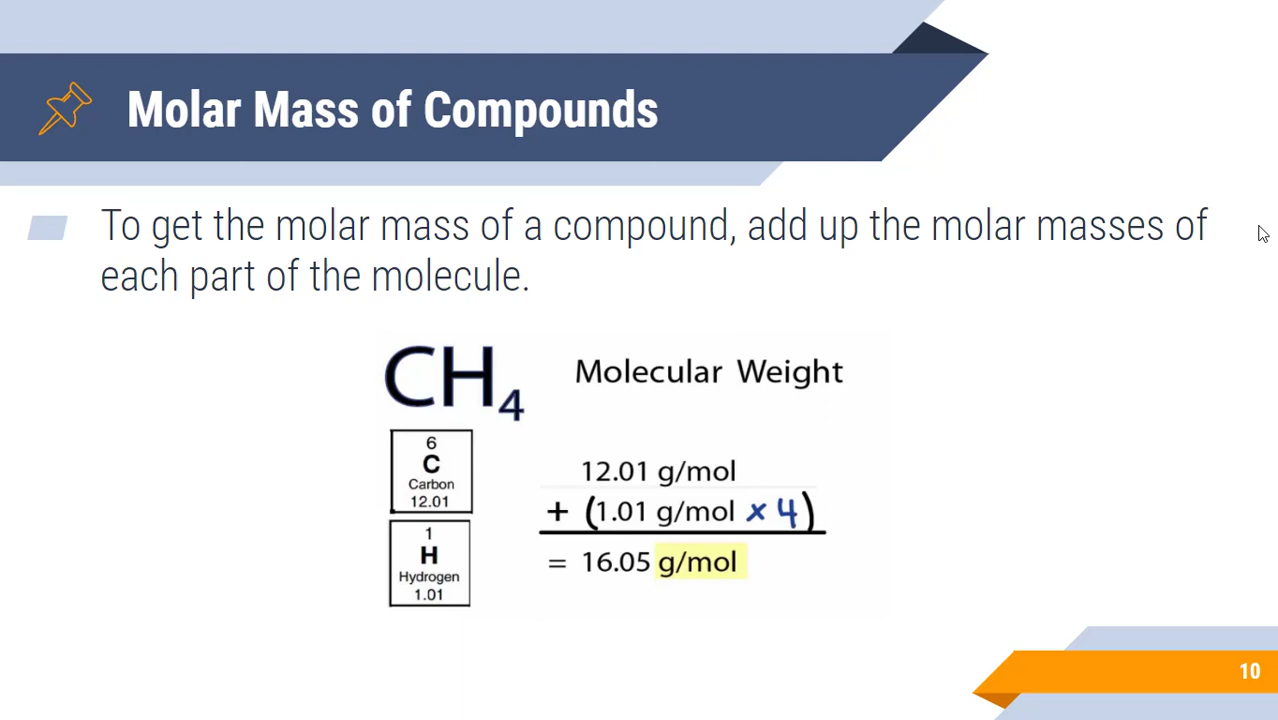 Molar Mass of Compounds
To get the molar mass of a compound, add up the molar masses of
each part of the molecule.
CH₄
Molecular Weight
6
C
Carbon
12.01
1
H
Hydrogen
1.01
12.01 g/mol
+ (1.01 g/mol x 4)
= 16.05 g/mol
10